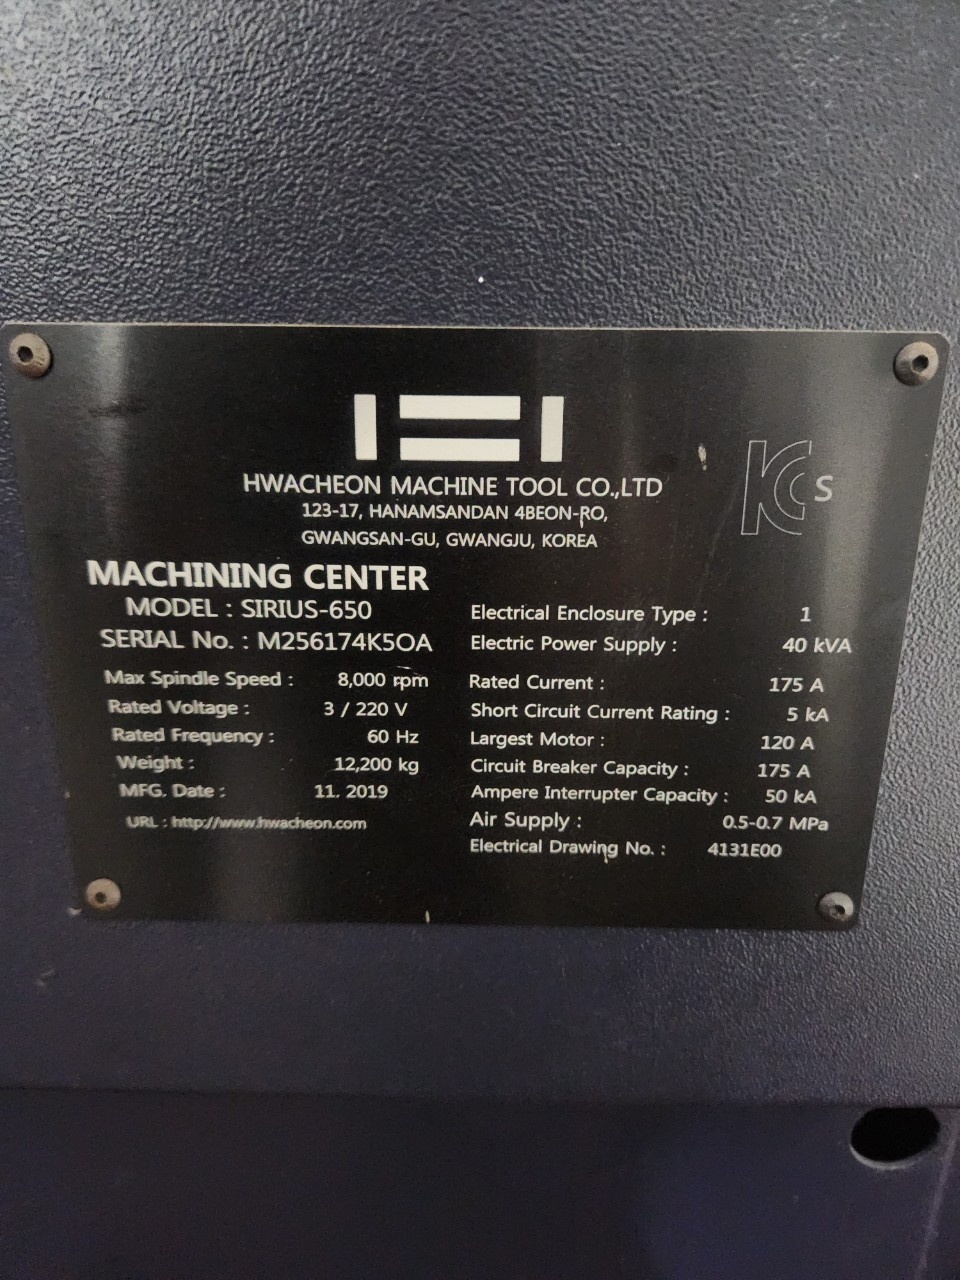 HWACHEON MACHINE TOOL CO.,LTD
123-17, HANAMSANDAN 4BEON-RO,
GWANGSAN-GU, GWANGJU, KOREA
KC S
MACHINING CENTER
MODEL : SIRIUS-650
SERIAL No. : M256174K5OA
Max Spindle Speed : 8,000 rpm
Rated Voltage : 3 / 220 V
Rated Frequency : 60 Hz
Weight : 12,200 kg
MFG. Date : 11. 2019
URL : http://www.hwacheon.com
Electrical Enclosure Type : 1
Electric Power Supply : 40 kVA
Rated Current : 175 A
Short Circuit Current Rating : 5 kA
Largest Motor : 120 A
Circuit Breaker Capacity : 175 A
Ampere Interrupter Capacity : 50 kA
Air Supply : 0.5-0.7 MPa
Electrical Drawing No. : 4131E00